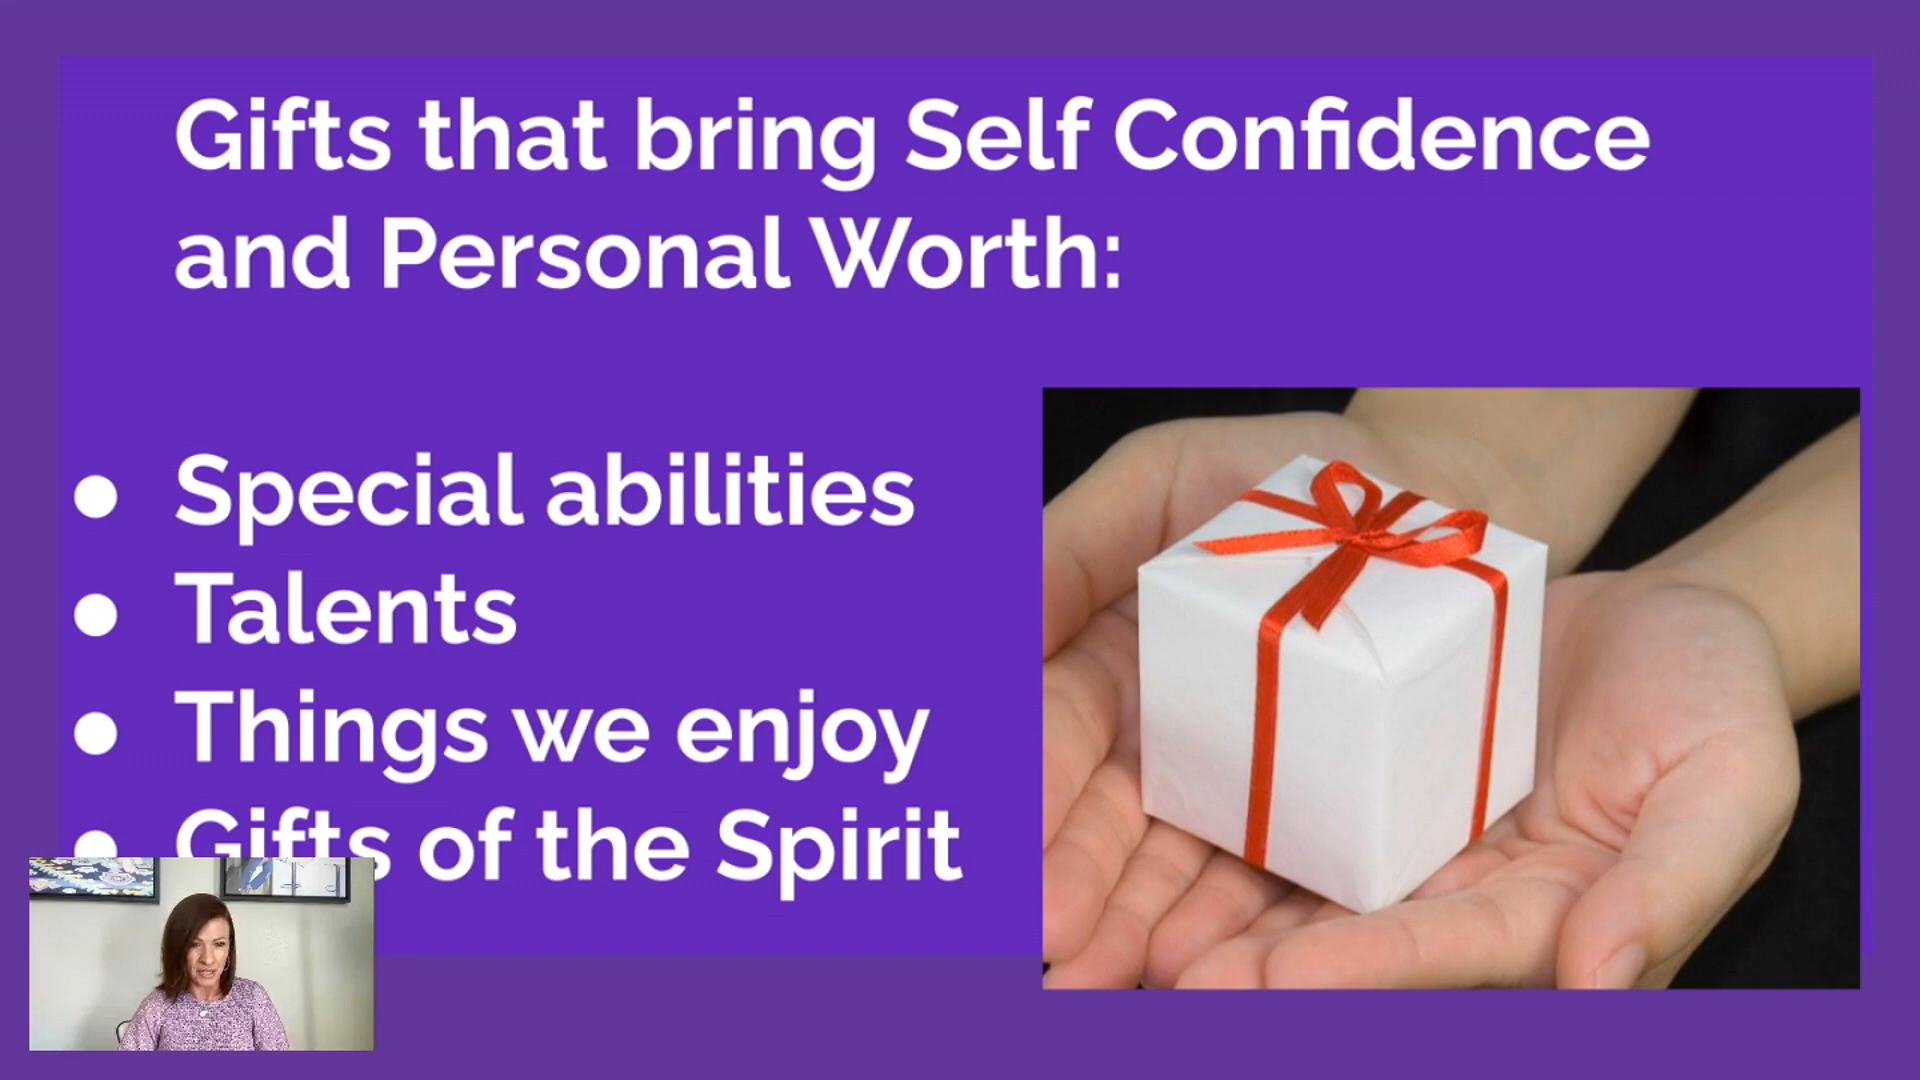 Gifts that bring Self Confidence
and Personal Worth:
● Special abilities
● Talents
● Things we enjoy
● Gifts of the Spirit